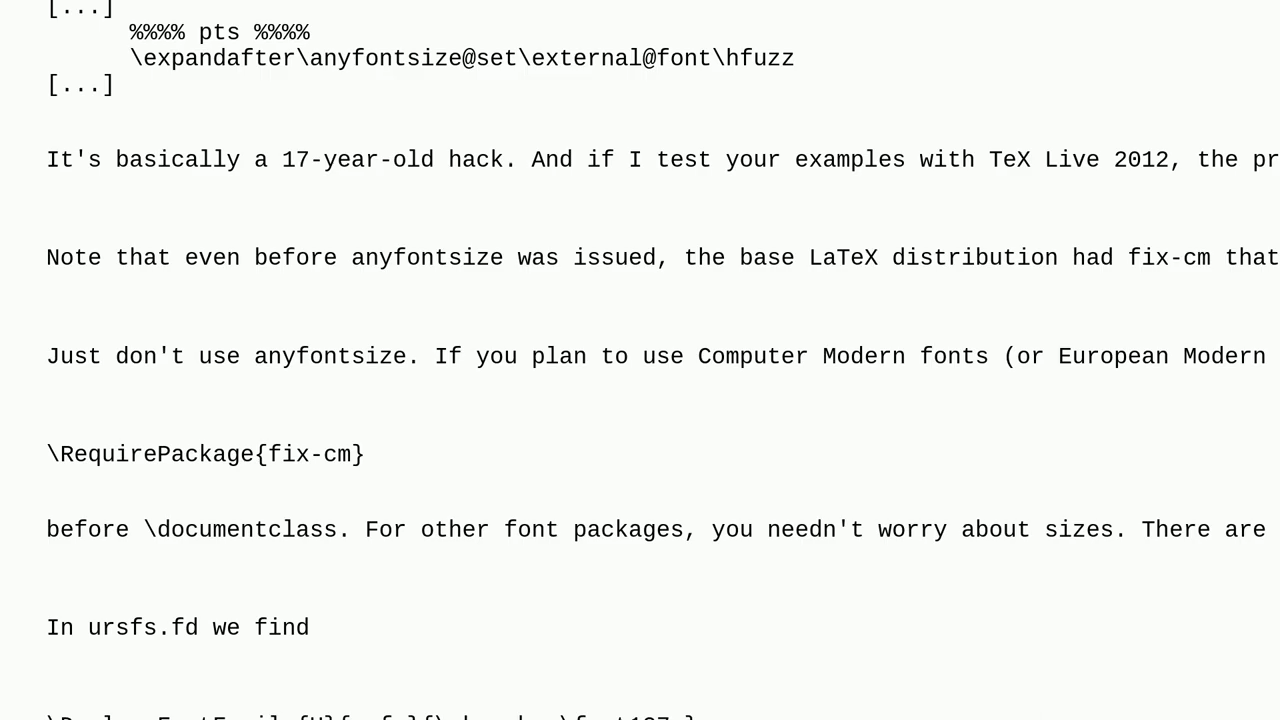 [...]
%%%% pts %%%%
\expandafter\anyfontsize@set\external@font\hfuzz
[...]
It's basically a 17-year-old hack. And if I test your examples with TeX Live 2012, the
Note that even before anyfontsize was issued, the base LaTeX distribution had fix-cm that
Just don't use anyfontsize. If you plan to use Computer Modern fonts (or European Modern
\RequirePackage{fix-cm}
before \documentclass. For other font packages, you needn't worry about sizes. There are
In ursfs.fd we find